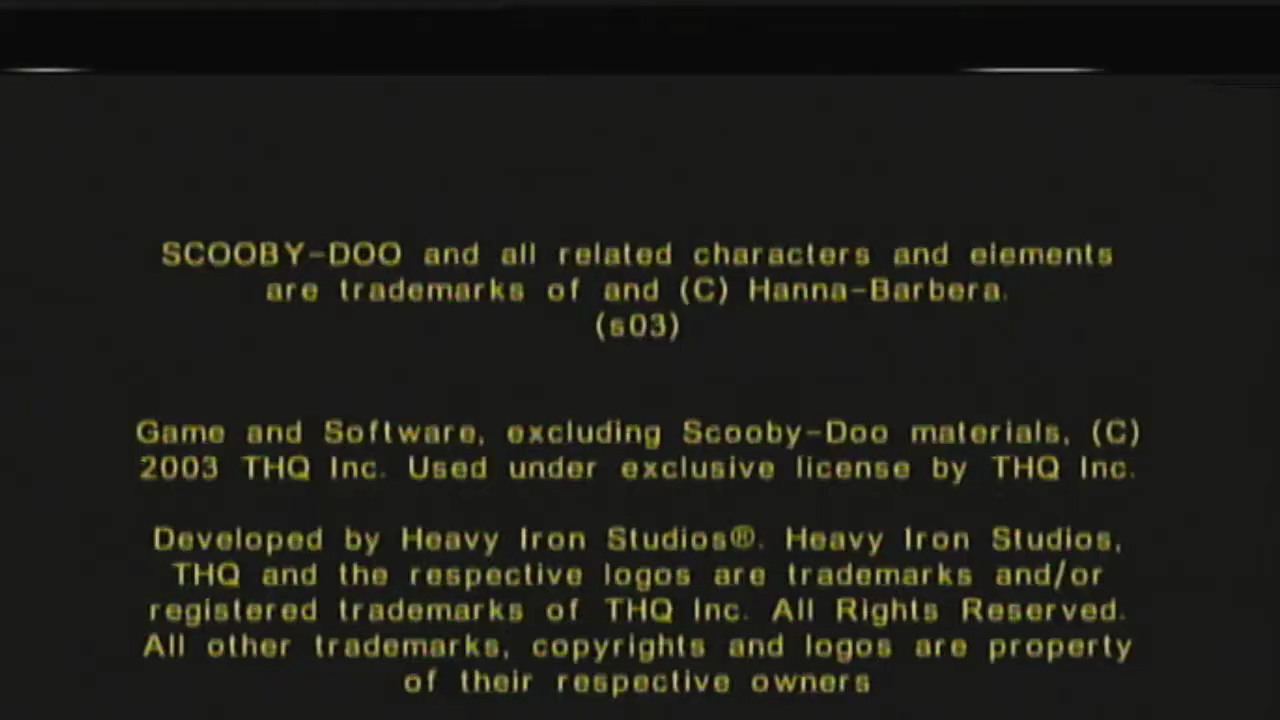 SCOOBY-DOO and all related characters and elements
are trademarks of and (C) Hanna-Barbera.
(s03)
Game and Software, excluding Scooby-Doo materials, (C)
2003 THQ Inc. Used under exclusive license by THQ Inc.
Developed by Heavy Iron Studios®. Heavy Iron Studios,
THQ and the respective logos are trademarks and/or
registered trademarks of THQ Inc. All Rights Reserved.
All other trademarks, copyrights and logos are property
of their respective owners